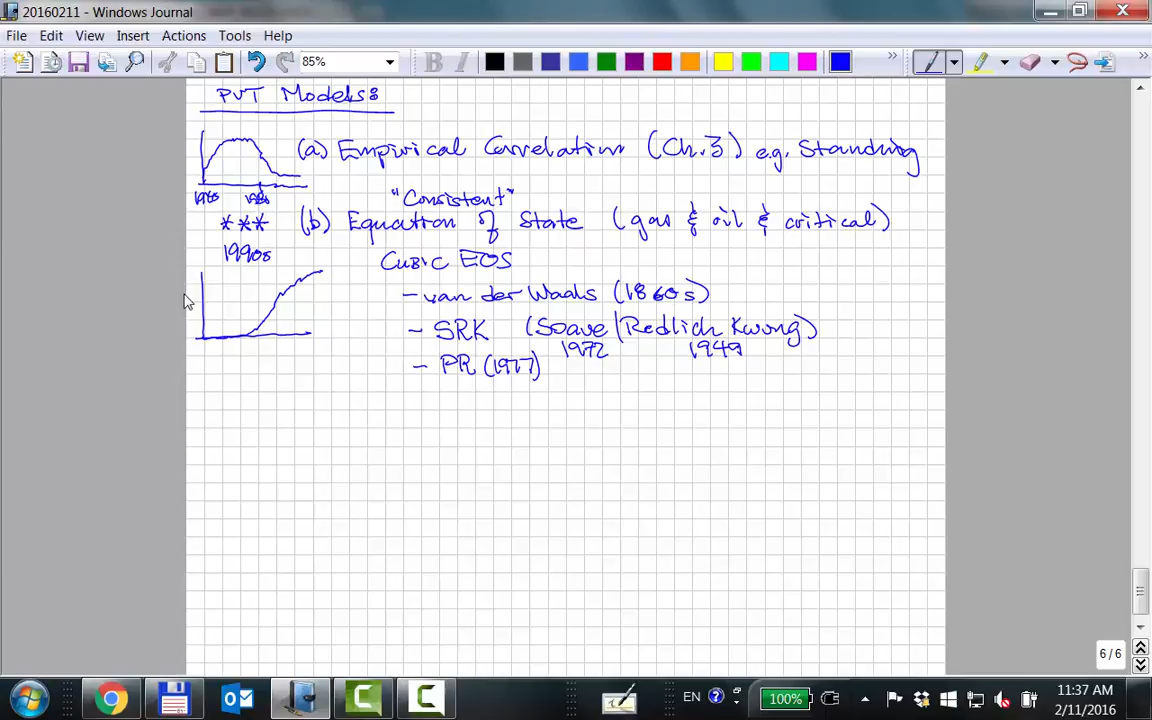 20160211 - Windows Journal
File Edit View Insert Actions Tools Help
85%
B I
PVT Models:
(a) Empirical Correlation (Ch.3) e.g. Standing
"Consistent"
*** (b) Equation of State (gas & oil & critical)
1990s
Cubic EOS
- van der Waals (1860s)
- SRK (Soave/Redlich Kwong)
1972 1949
- PR (1977)
6 / 6
EN
100%
11:37 AM
2/11/2016